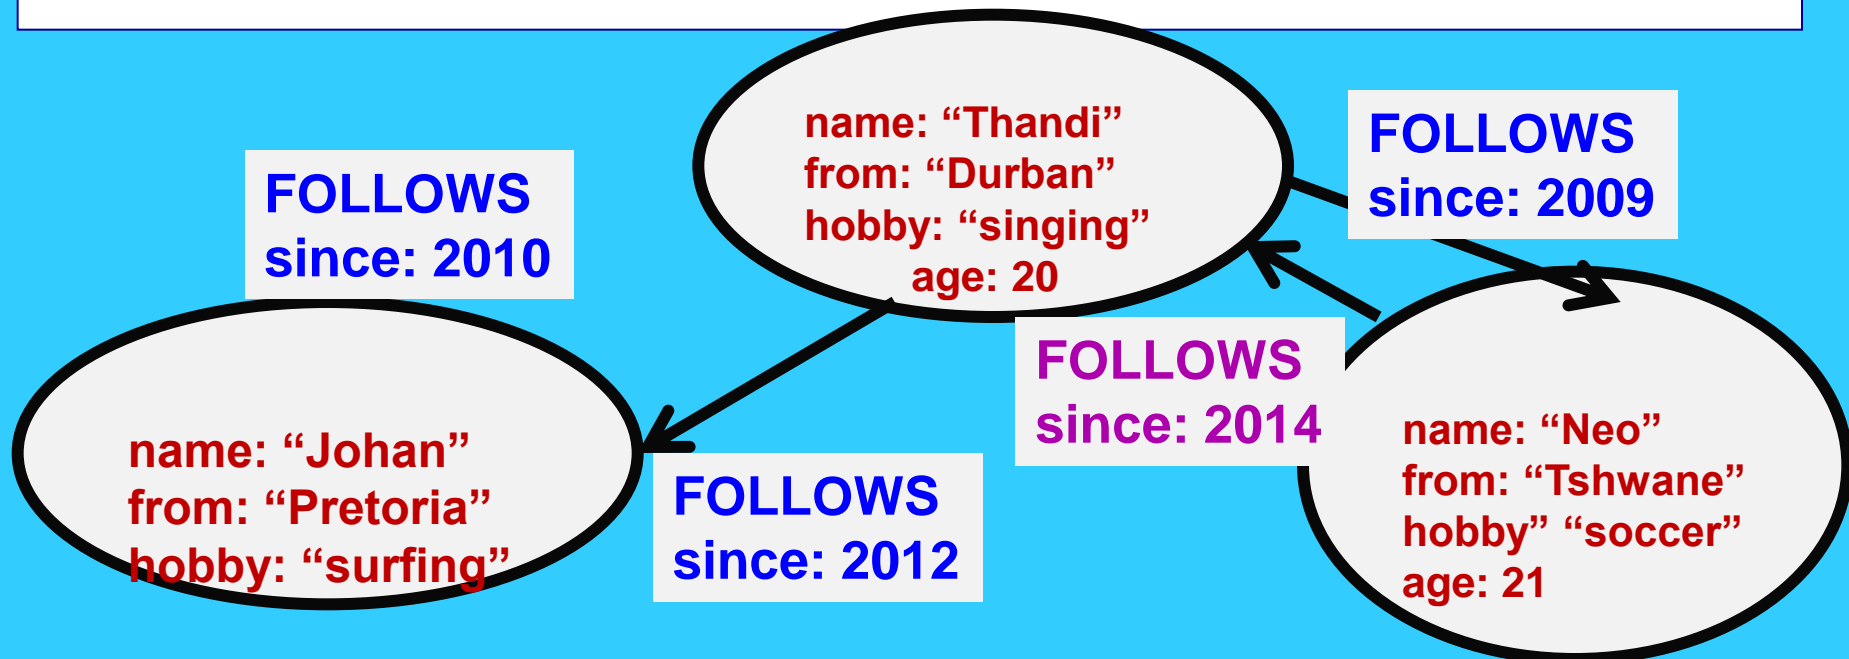 name: “Thandi”
from: “Durban”
hobby: “singing”
age: 20
FOLLOWS
since: 2009
FOLLOWS
since: 2010
FOLLOWS
since: 2014
name: “Johan”
from: “Pretoria”
hobby: “surfing”
FOLLOWS
since: 2012
name: “Neo”
from: “Tshwane”
hobby” “soccer”
age: 21